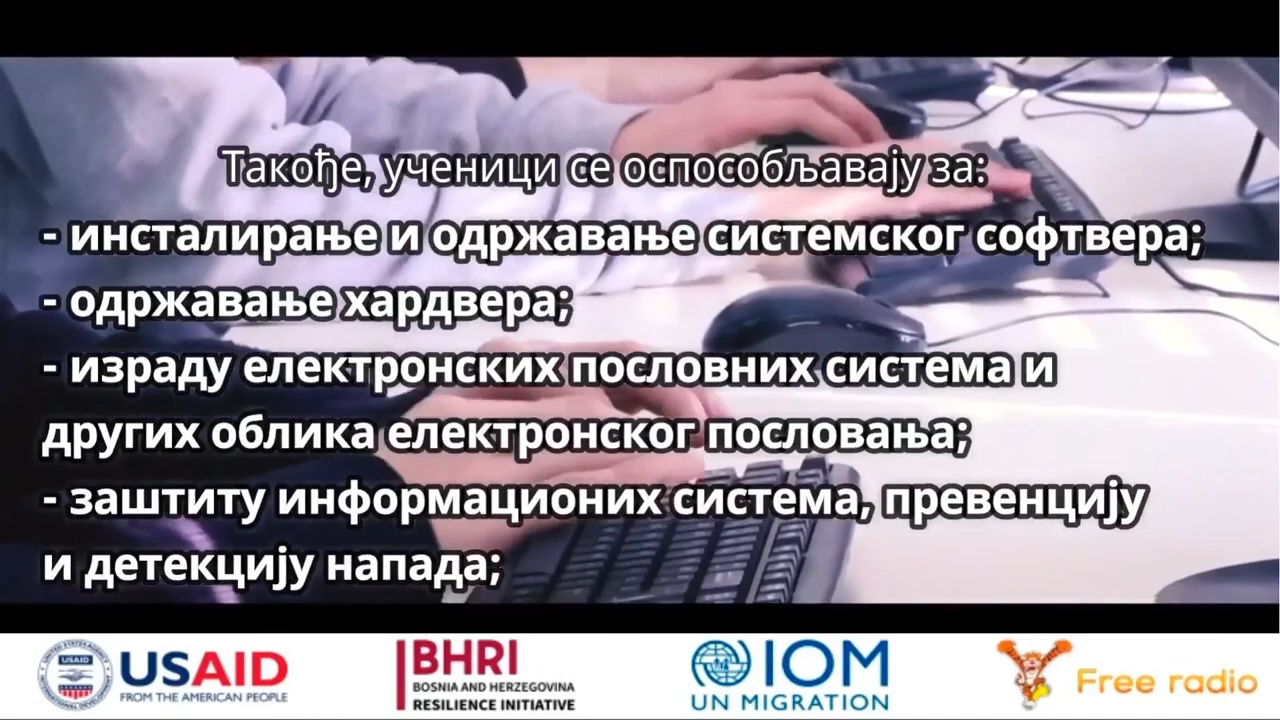 Такође, ученици се оспособљавају за:
- инсталирање и одржавање системског софтвера;
- одржавање хардвера;
- израду електронских пословних система и
других облика електронског пословања;
- заштиту информационих система, превенцију
и детекцију напада;
USAID
FROM THE AMERICAN PEOPLE
BHRI
BOSNIA AND HERZEGOVINA
RESILIENCE INITIATIVE
IOM
UN MIGRATION
Free radio